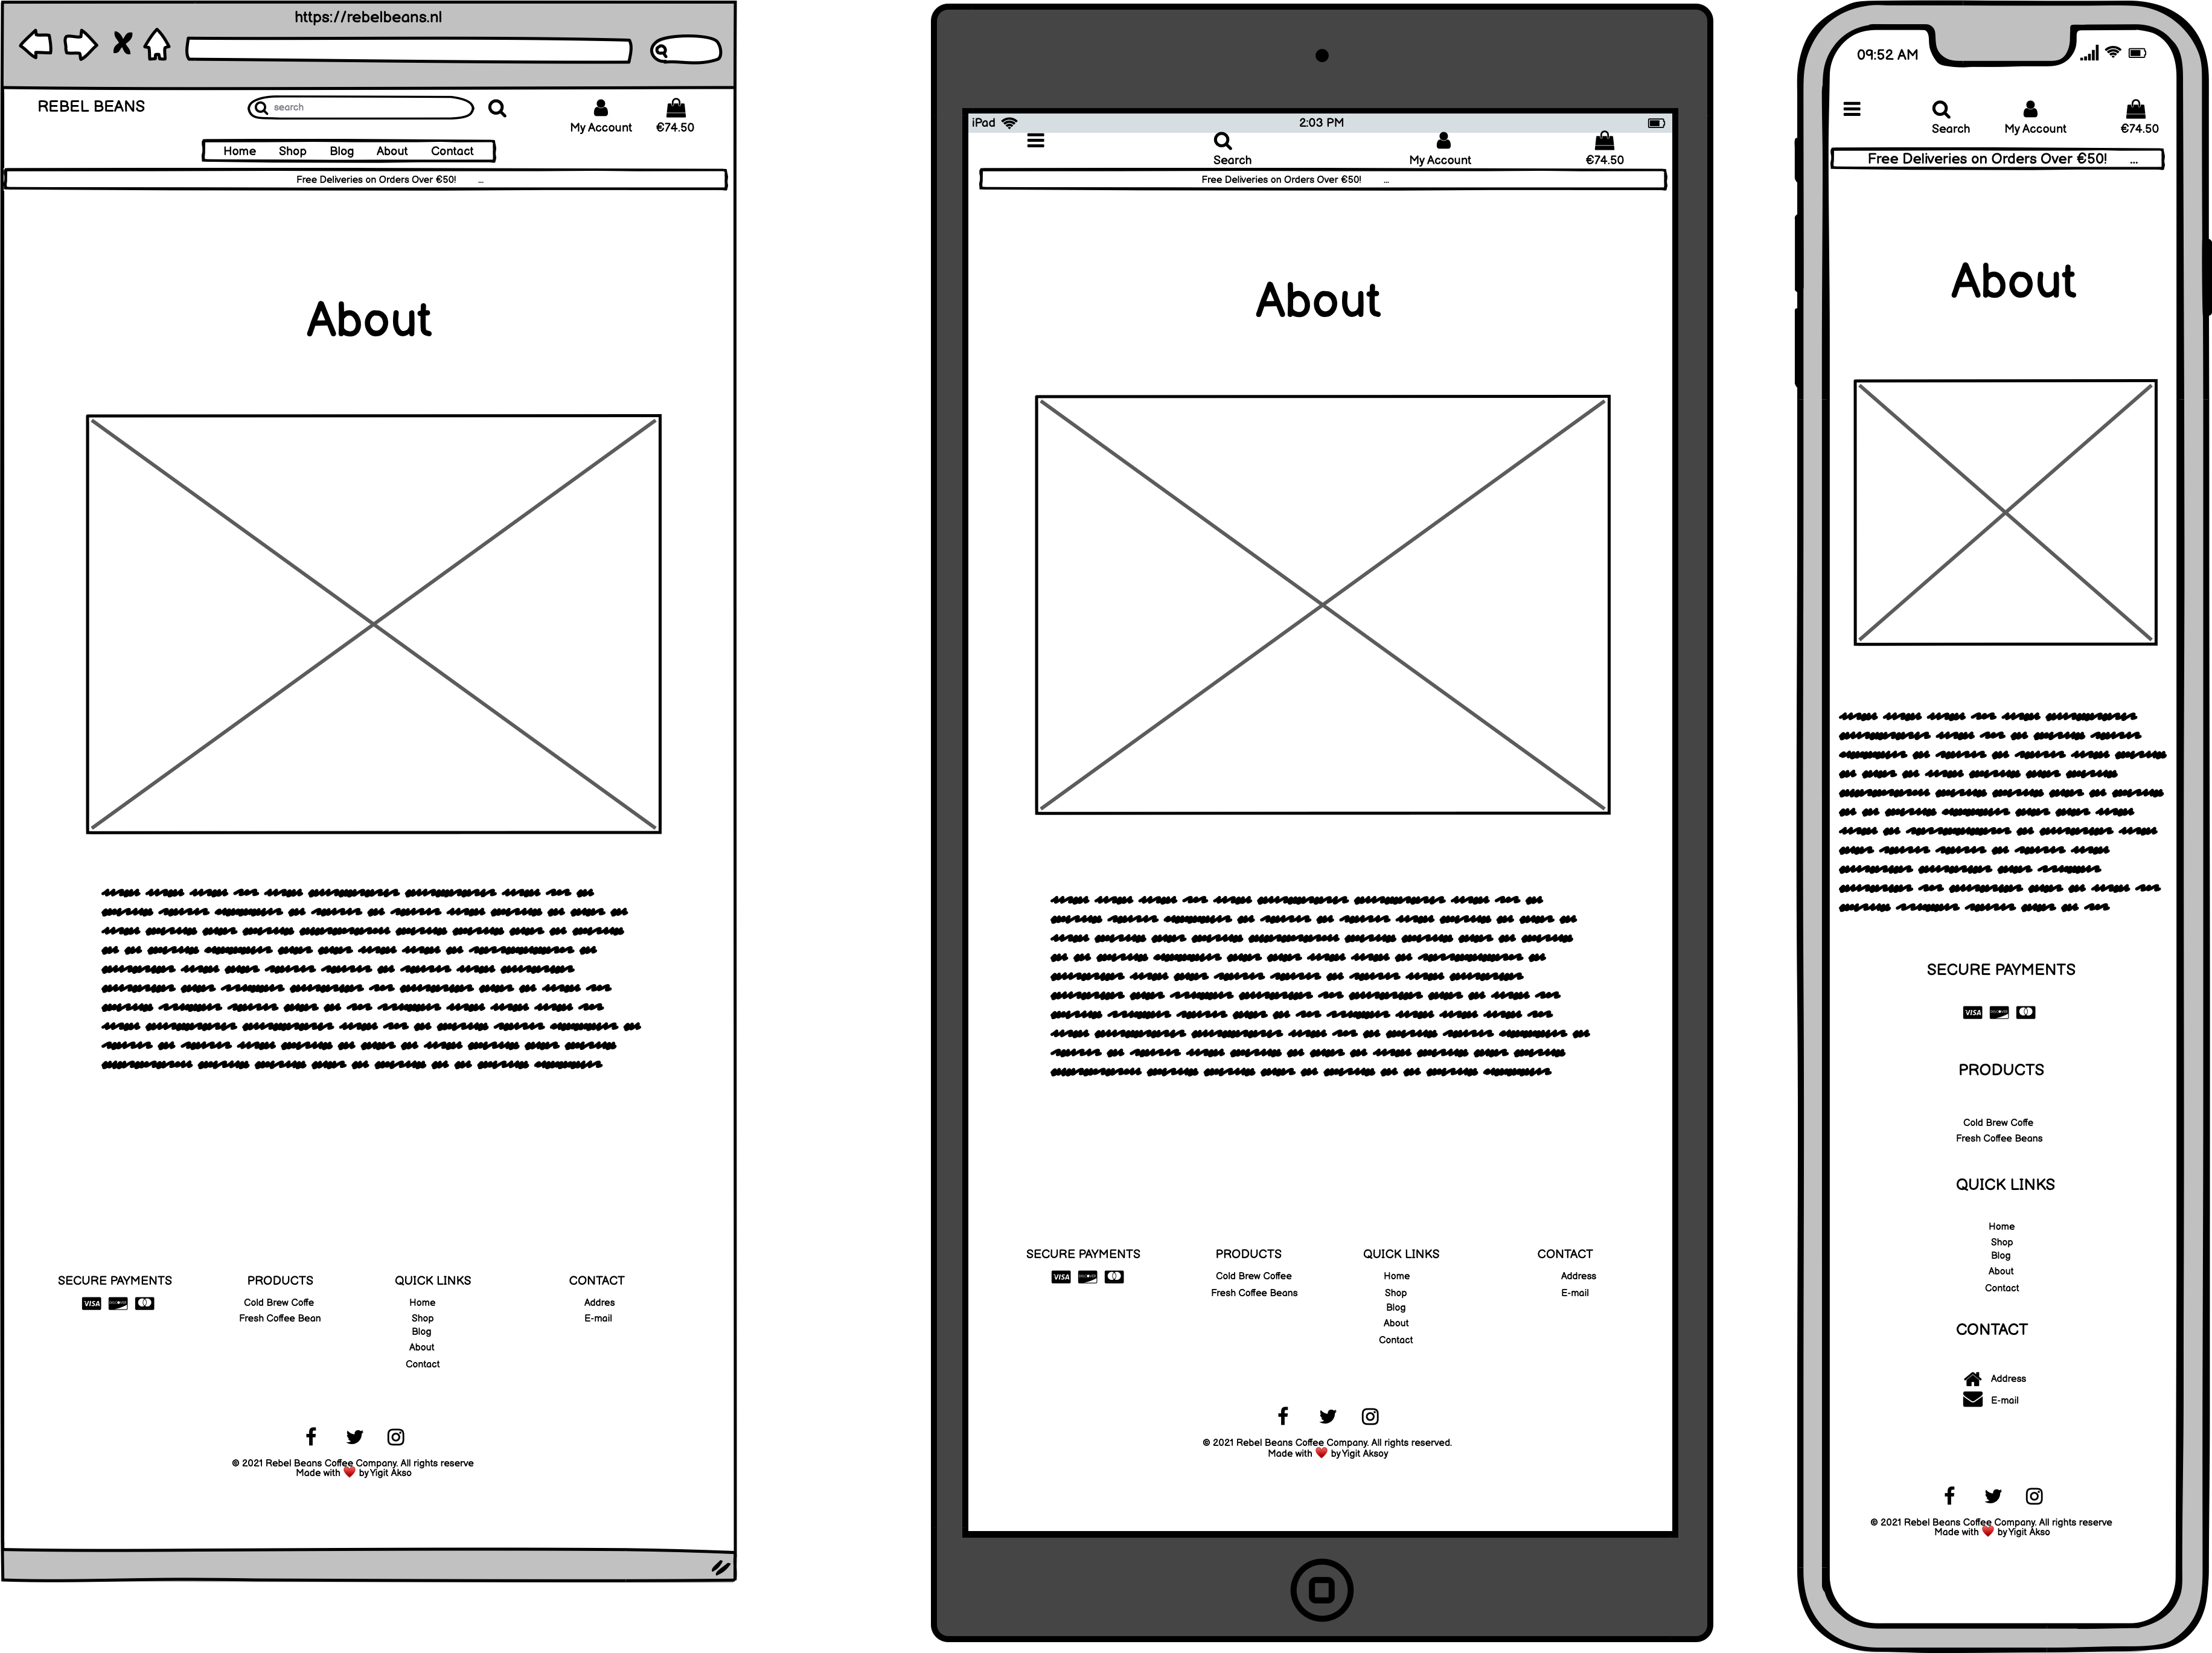 https://rebelbeans.nl
REBEL BEANS
search
My Account
€74.50
Home Shop Blog About Contact
Free Deliveries on Orders Over €50! ...
About
SECURE PAYMENTS PRODUCTS QUICK LINKS CONTACT
VISA DISCOVER
Cold Brew Coffe Home Addres
Fresh Coffee Bean Shop E-mail
Blog
About
Contact
© 2021 Rebel Beans Coffee Company. All rights reserve
Made with ❤️ by Yigit Akso
iPad 2:03 PM
Search My Account €74.50
Free Deliveries on Orders Over €50! ...
About
SECURE PAYMENTS PRODUCTS QUICK LINKS CONTACT
VISA DISCOVER
Cold Brew Coffee Home Address
Fresh Coffee Beans Shop E-mail
Blog
About
Contact
© 2021 Rebel Beans Coffee Company. All rights reserved.
Made with ❤️ by Yigit Aksoy
09:52 AM
Search My Account €74.50
Free Deliveries on Orders Over €50! ...
About
SECURE PAYMENTS
VISA DISCOVER
PRODUCTS
Cold Brew Coffe
Fresh Coffee Beans
QUICK LINKS
Home
Shop
Blog
About
Contact
CONTACT
Address
E-mail
© 2021 Rebel Beans Coffee Company. All rights reserve
Made with ❤️ by Yigit Akso